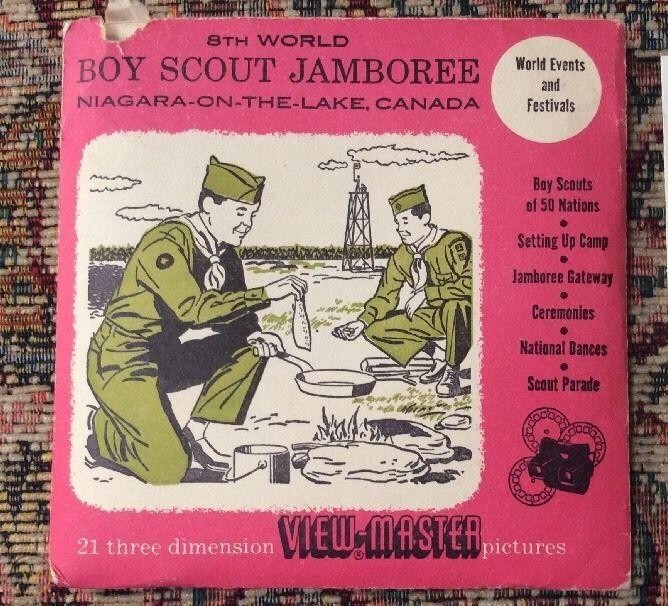 8TH WORLD
BOY SCOUT JAMBOREE
NIAGARA-ON-THE-LAKE, CANADA
World Events
and
Festivals
Boy Scouts
of 50 Nations
•
Setting Up Camp
•
Jamboree Gateway
•
Ceremonies
•
National Dances
•
Scout Parade
21 three dimension VIEW-MASTER® pictures